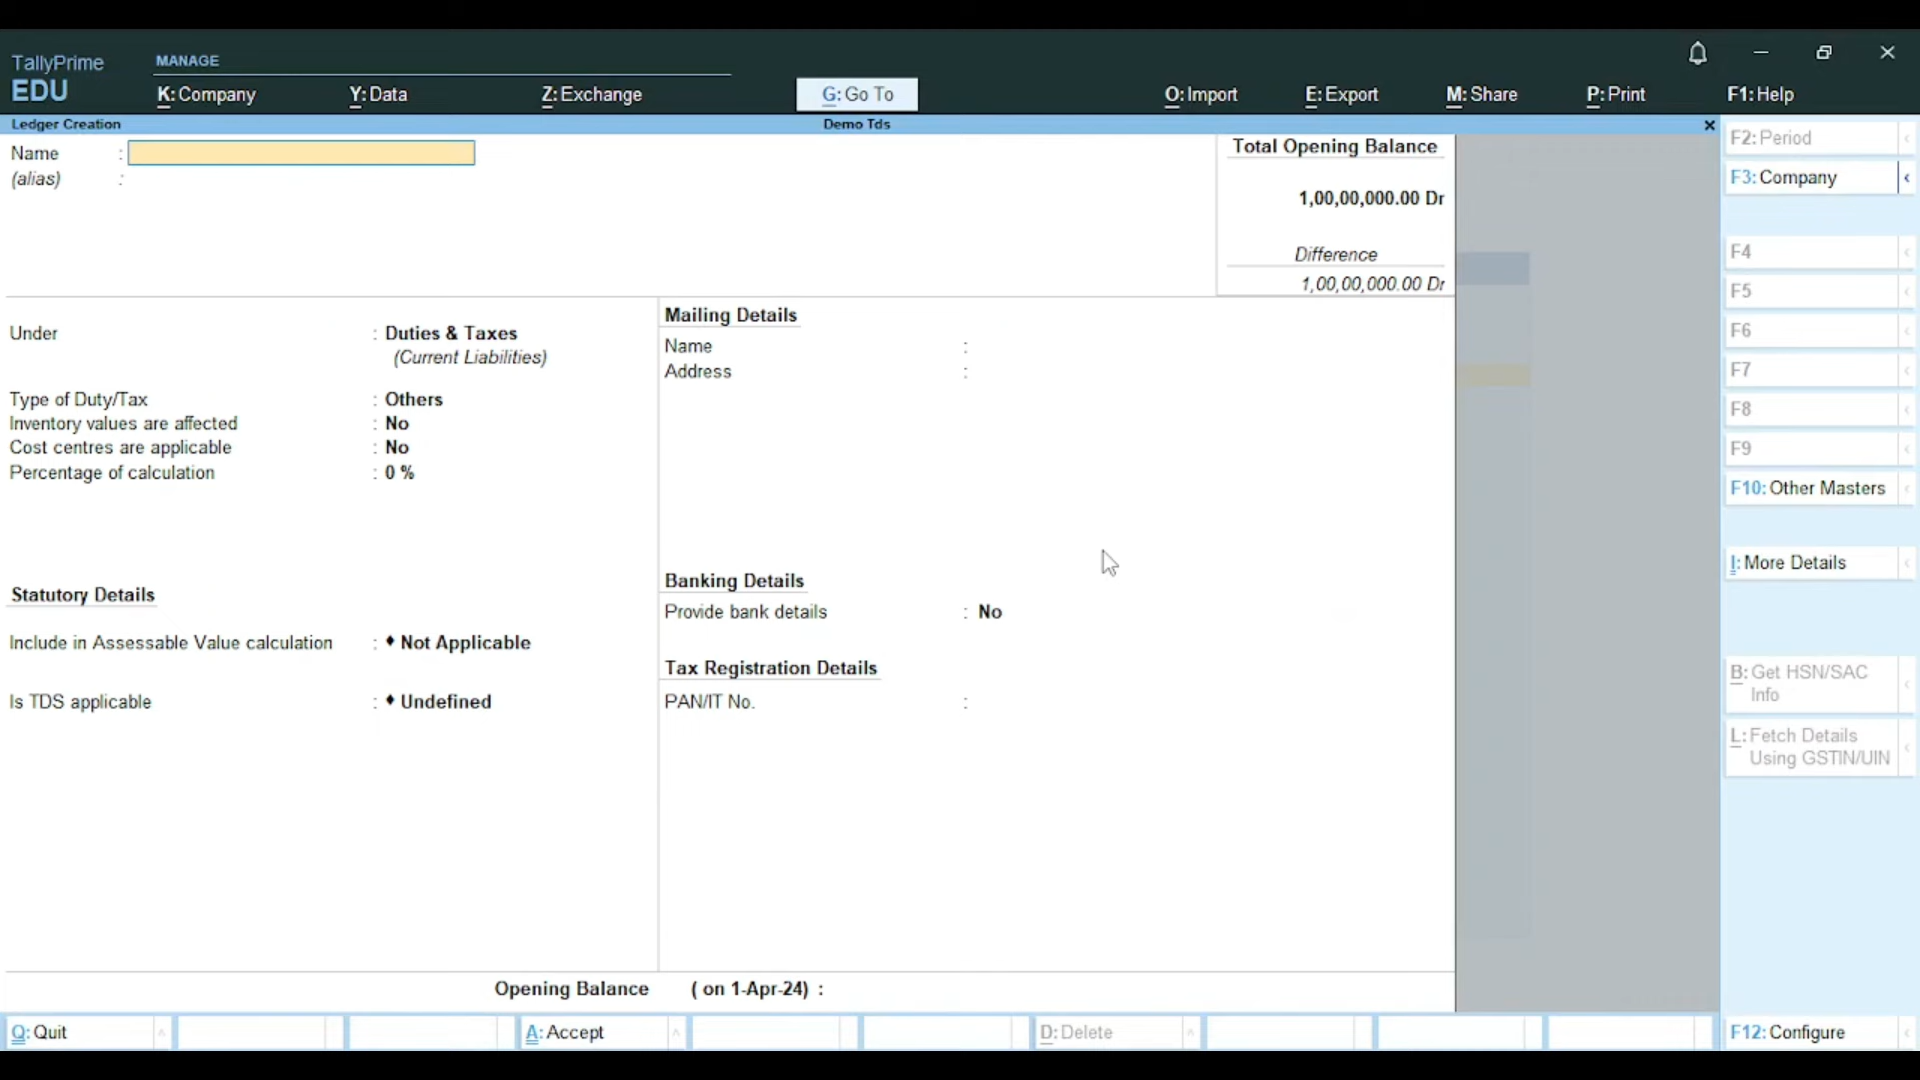 TallyPrime
EDU
MANAGE
K: Company
Y: Data
Z: Exchange
G: Go To
O: Import
E: Export
M: Share
P: Print
F1: Help
Ledger Creation
Demo Tds
Name :
(alias) :
Total Opening Balance
1,00,00,000.00 Dr
Difference
1,00,00,000.00 Dr
Under : Duties & Taxes
(Current Liabilities)
Type of Duty/Tax : Others
Inventory values are affected : No
Cost centres are applicable : No
Percentage of calculation : 0 %
Statutory Details
Include in Assessable Value calculation : ♦ Not Applicable
Is TDS applicable : ♦ Undefined
Mailing Details
Name :
Address :
Banking Details
Provide bank details : No
Tax Registration Details
PAN/IT No. :
Opening Balance ( on 1-Apr-24) :
F2: Period
F3: Company
F4
F5
F6
F7
F8
F9
F10: Other Masters
I: More Details
B: Get HSN/SAC
Info
L: Fetch Details
Using GSTIN/UIN
Q: Quit
A: Accept
D: Delete
F12: Configure